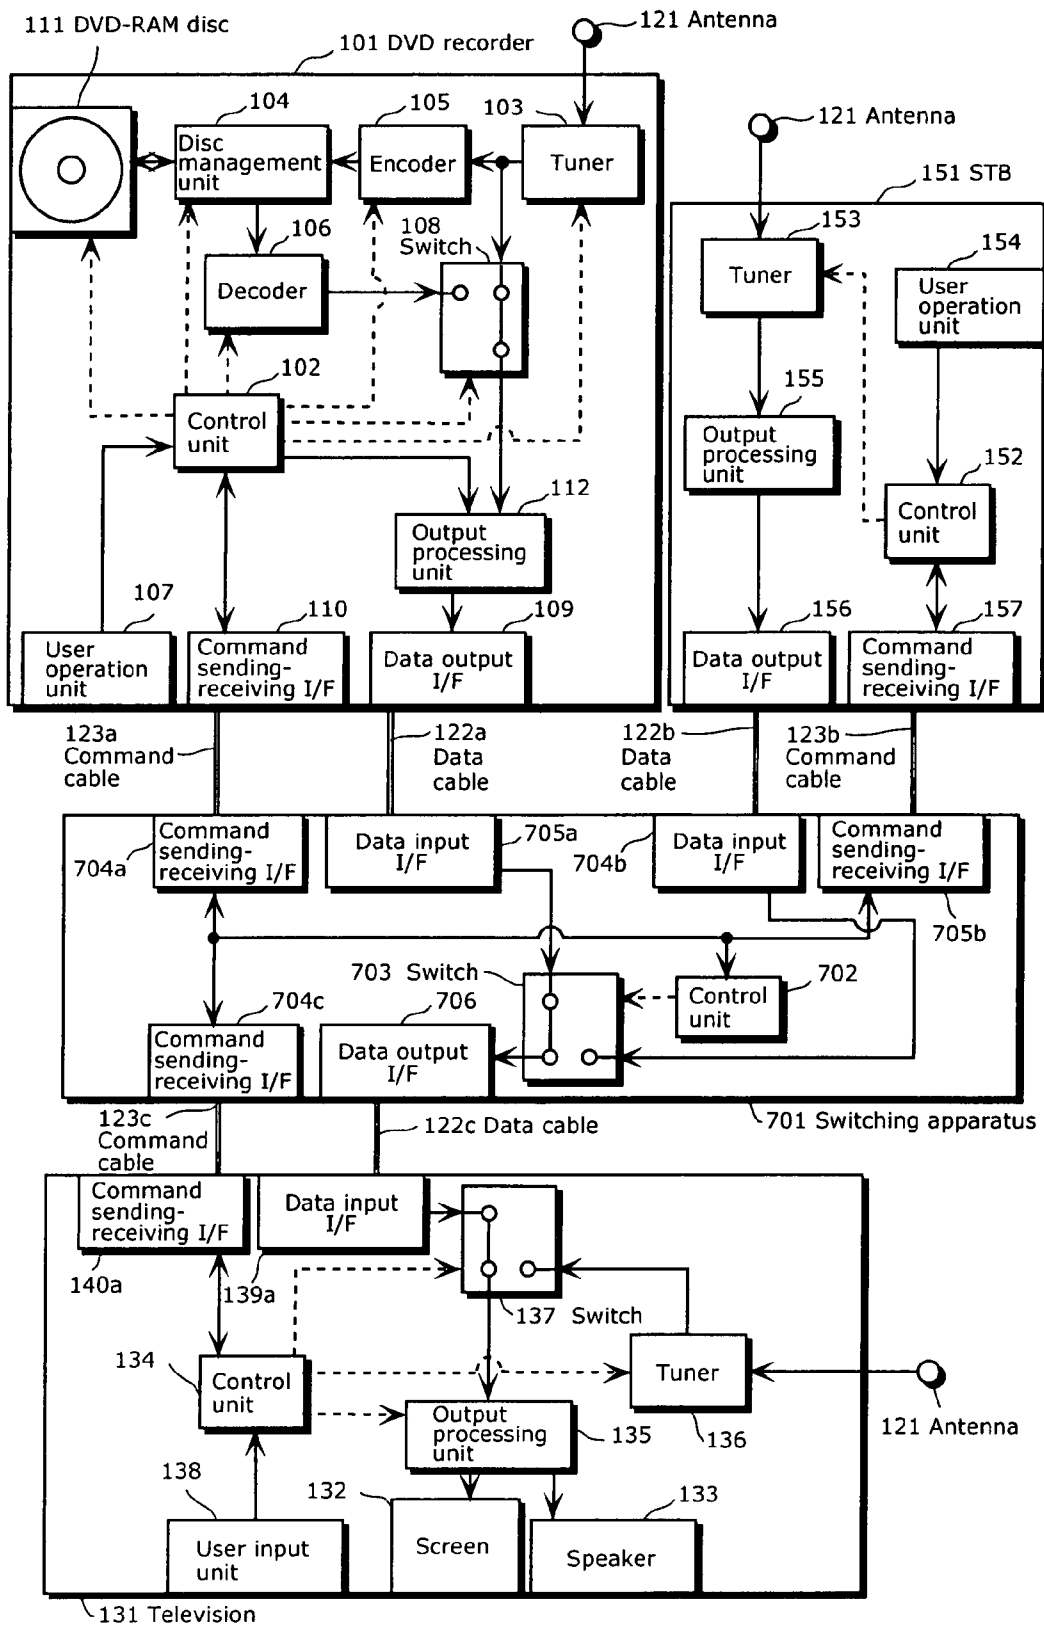 111 DVD-RAM disc
101 DVD recorder
121 Antenna
104
105
103
Disc
management
unit
Encoder
Tuner
106
108
Switch
Decoder
102
Control
unit
112
Output
processing
unit
107
110
109
User
operation
unit
Command
sending-
receiving I/F
Data output
I/F
121 Antenna
151 STB
153
154
Tuner
User
operation
unit
155
Output
processing
unit
152
Control
unit
156
157
Data output
I/F
Command
sending-
receiving I/F
123a
Command
cable
122a
Data
cable
122b
Data
cable
123b
Command
cable
704a
Command
sending-
receiving I/F
Data input
I/F
705a
704b
Data input
I/F
Command
sending-
receiving I/F
705b
703 Switch
702
Control
unit
704c
706
Command
sending-
receiving I/F
Data output
I/F
123c
Command
cable
122c Data cable
701 Switching apparatus
Command
sending-
receiving I/F
Data input
I/F
140a
139a
137 Switch
134
Control
unit
Tuner
136
121 Antenna
Output
processing
unit
135
138
132
133
User input
unit
Screen
Speaker
131 Television